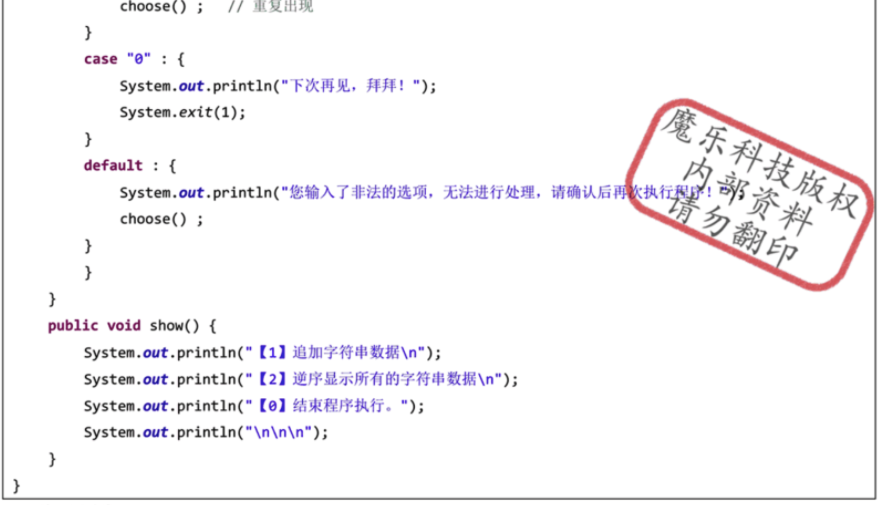 choose() ;   // 重复出现
}
case "0" : {
System.out.println("下次再见，拜拜！");
System.exit(1);
}
default : {
System.out.println("您输入了非法的选项，无法进行处理，请确认后再次执行程序！");
choose() ;
}
}
}
public void show() {
System.out.println("【1】追加字符串数据\n");
System.out.println("【2】逆序显示所有的字符串数据\n");
System.out.println("【0】结束程序执行。");
System.out.println("\n\n\n");
}
}
魔乐科技版权
内部资料
请勿翻印